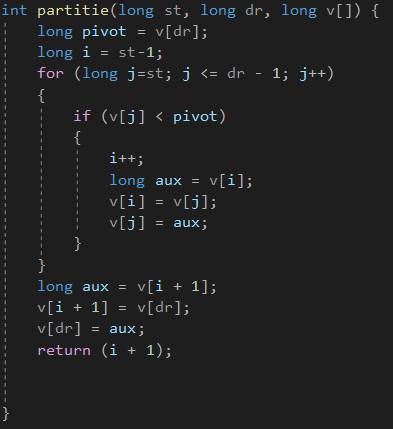 int partitie(long st, long dr, long v[]) {
    long pivot = v[dr];
    long i = st-1;
    for (long j=st; j <= dr - 1; j++)
    {
        if (v[j] < pivot)
        {
            i++;
            long aux = v[i];
            v[i] = v[j];
            v[j] = aux;
        }
    }
    long aux = v[i + 1];
    v[i + 1] = v[dr];
    v[dr] = aux;
    return (i + 1);
}